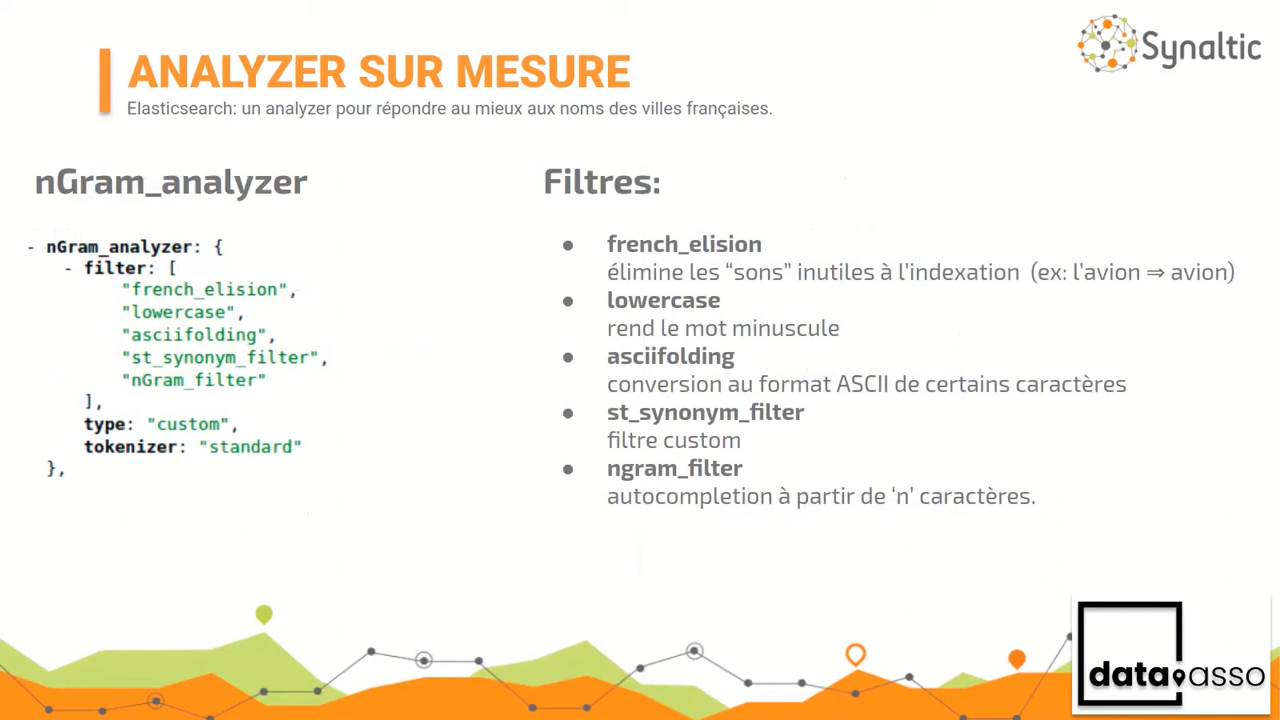 ANALYZER SUR MESURE
Elasticsearch: un analyzer pour répondre au mieux aux noms des villes françaises.
Synaltic
nGram_analyzer
- nGram_analyzer: {
- filter: [
"french_elision",
"lowercase",
"asciifolding",
"st_synonym_filter",
"nGram_filter"
],
type: "custom",
tokenizer: "standard"
},
Filtres:
● french_elision
élimine les “sons” inutiles à l’indexation (ex: l’avion ⇒ avion)
● lowercase
rend le mot minuscule
● asciifolding
conversion au format ASCII de certains caractères
● st_synonym_filter
filtre custom
● ngram_filter
autocompletion à partir de ‘n’ caractères.
data asso